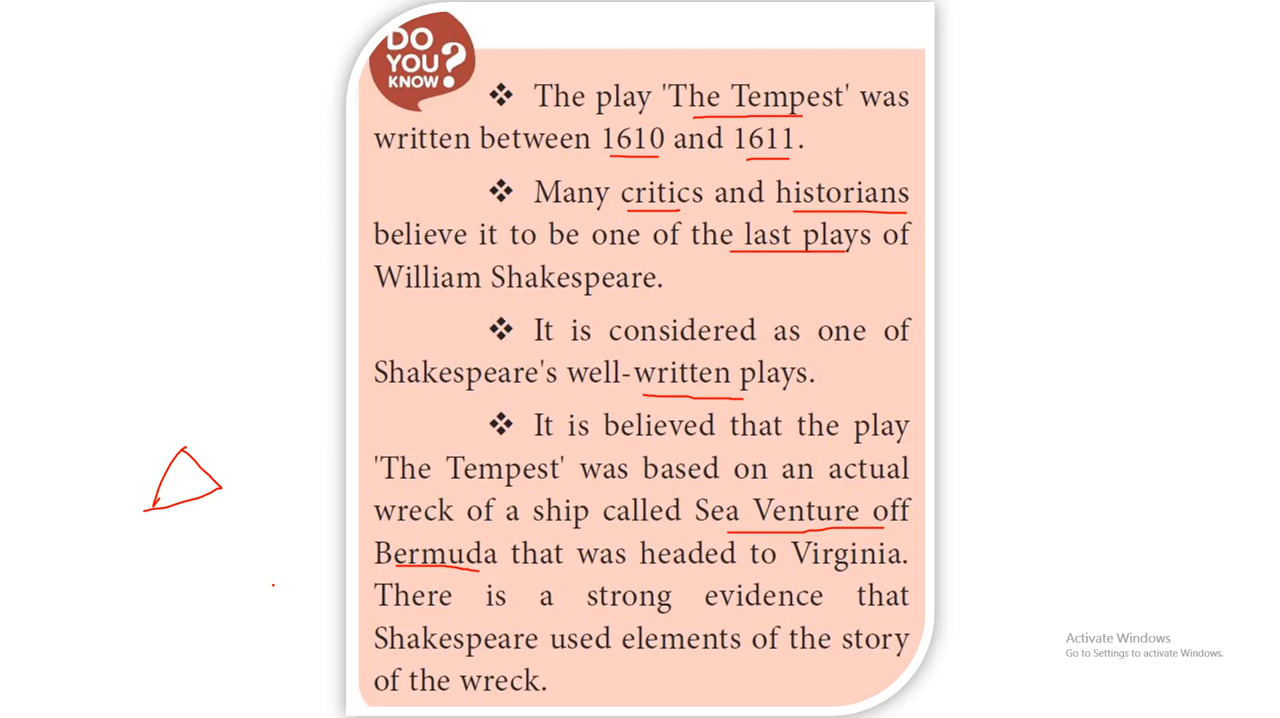 DO
YOU
KNOW?
❖ The play 'The Tempest' was
written between 1610 and 1611.
❖ Many critics and historians
believe it to be one of the last plays of
William Shakespeare.
❖ It is considered as one of
Shakespeare's well-written plays.
❖ It is believed that the play
'The Tempest' was based on an actual
wreck of a ship called Sea Venture off
Bermuda that was headed to Virginia.
There is a strong evidence that
Shakespeare used elements of the story
of the wreck.
Activate Windows
Go to Settings to activate Windows.